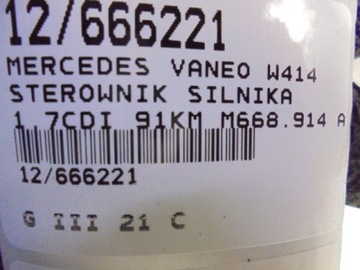 12/666221
MERCEDES VANEO W414
STEROWNIK SILNIKA
1.7CDI 91KM M668.914 A
12/666221
G III 21 C